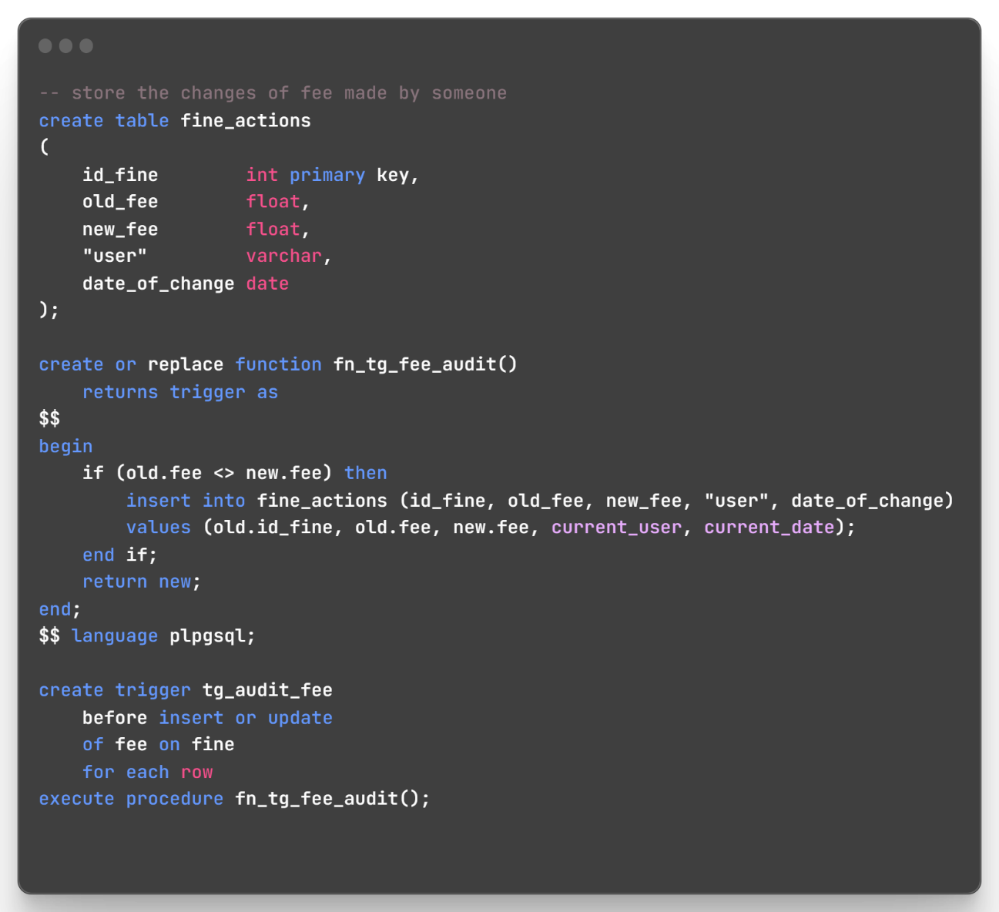 -- store the changes of fee made by someone
create table fine_actions
(
    id_fine        int primary key,
    old_fee        float,
    new_fee        float,
    "user"         varchar,
    date_of_change date
);

create or replace function fn_tg_fee_audit()
    returns trigger as
$$
begin
    if (old.fee <> new.fee) then
        insert into fine_actions (id_fine, old_fee, new_fee, "user", date_of_change)
        values (old.id_fine, old.fee, new.fee, current_user, current_date);
    end if;
    return new;
end;
$$ language plpgsql;

create trigger tg_audit_fee
    before insert or update
    of fee on fine
    for each row
execute procedure fn_tg_fee_audit();